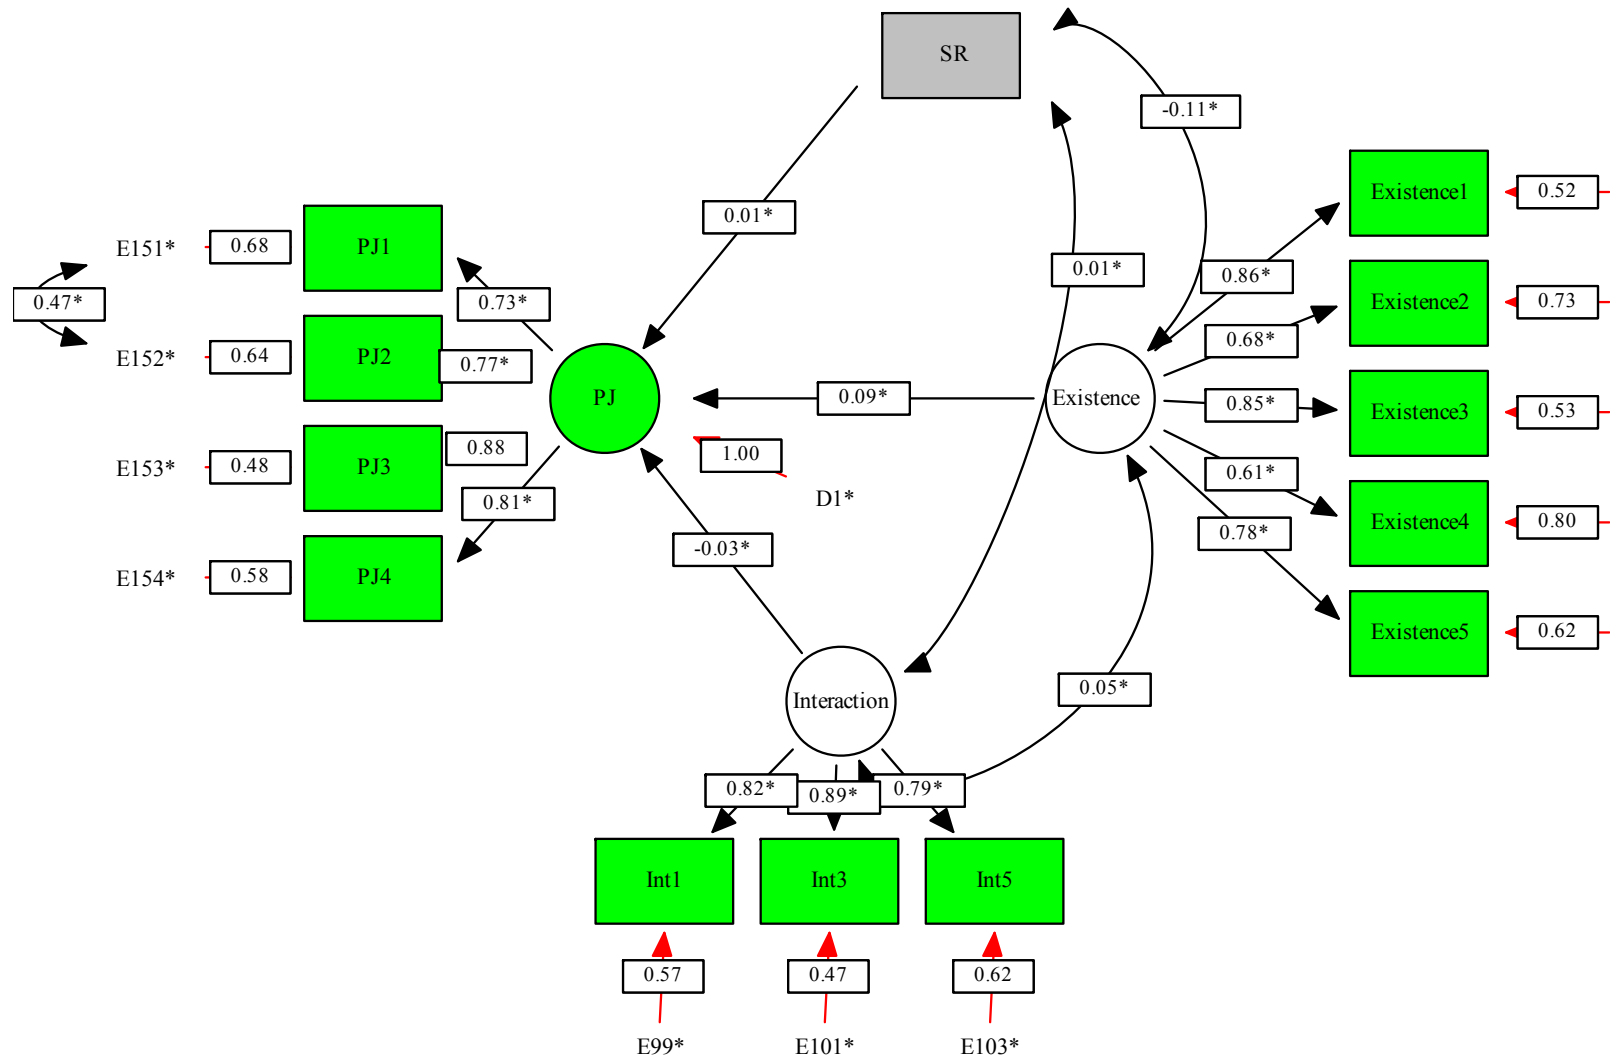 SR
-0.11*
Existence1
0.52
0.01*
E151*
0.68
PJ1
0.01*
0.86*
0.47*
0.73*
Existence2
0.73
E152*
0.64
PJ2
0.77*
0.68*
PJ
0.09*
Existence
0.85*
Existence3
0.53
E153*
0.48
PJ3
0.88
1.00
0.61*
D1*
0.81*
Existence4
0.80
0.78*
-0.03*
E154*
0.58
PJ4
Existence5
0.62
Interaction
0.05*
0.82*
0.89*
0.79*
Int1
Int3
Int5
0.57
0.47
0.62
E99*
E101*
E103*